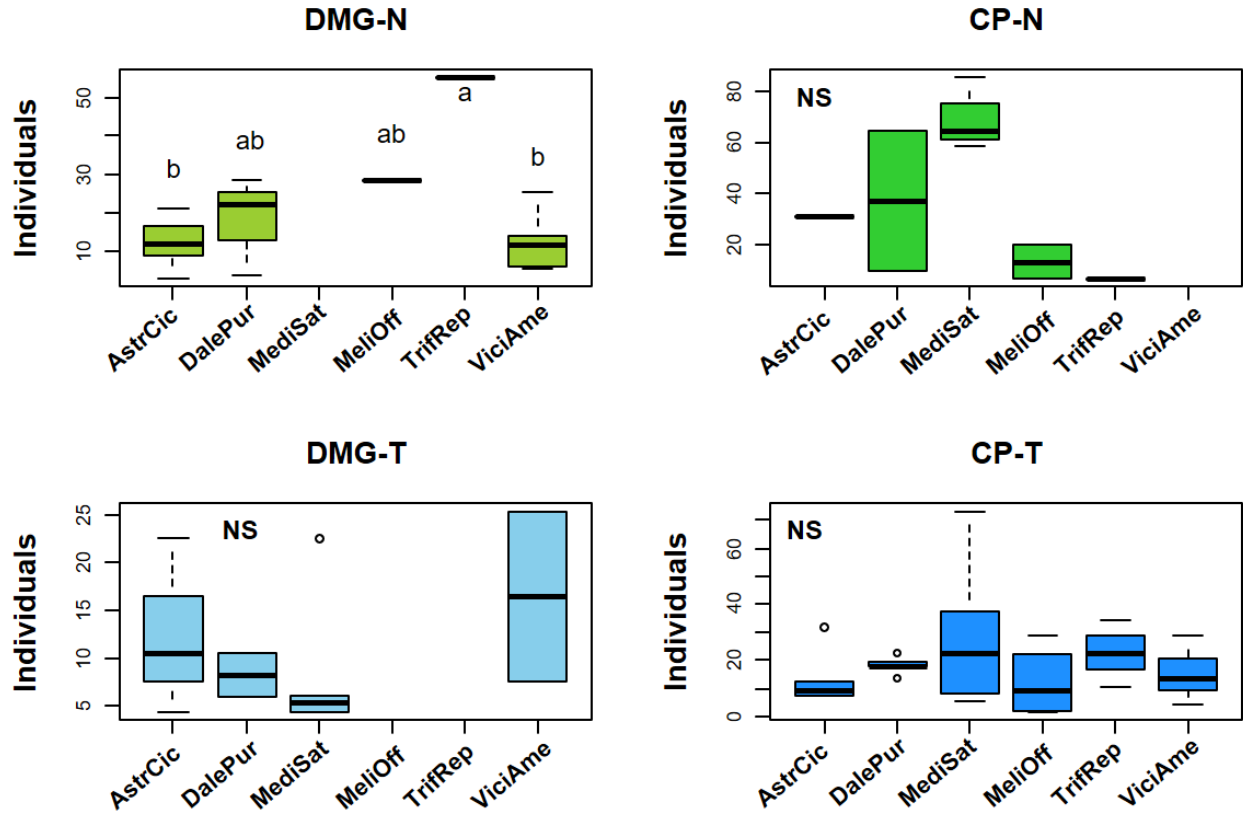 DMG-N
Individuals
50
30
10
b
ab
ab
a
b
AstrCic
DalePur
MediSat
MeliOff
TrifRep
ViciAme
CP-N
Individuals
80
60
40
20
NS
AstrCic
DalePur
MediSat
MeliOff
TrifRep
ViciAme
DMG-T
Individuals
25
20
15
10
5
NS
AstrCic
DalePur
MediSat
MeliOff
TrifRep
ViciAme
CP-T
Individuals
60
40
20
0
NS
AstrCic
DalePur
MediSat
MeliOff
TrifRep
ViciAme